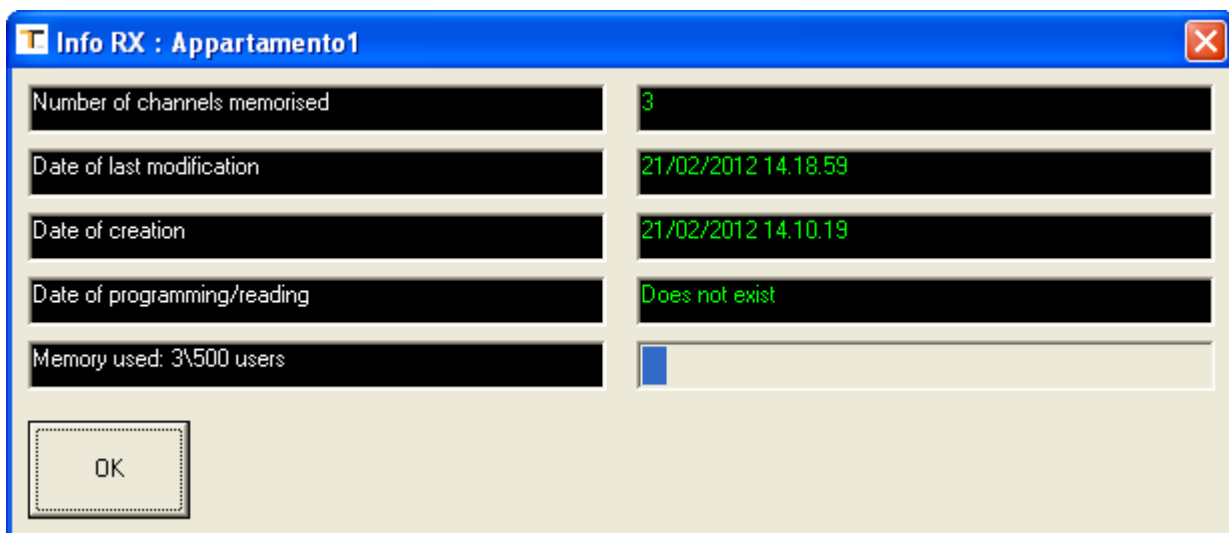 Info RX : Appartamento1
Number of channels memorised 3
Date of last modification 21/02/2012 14.18.59
Date of creation 21/02/2012 14.10.19
Date of programming/reading Does not exist
Memory used: 3\500 users
OK